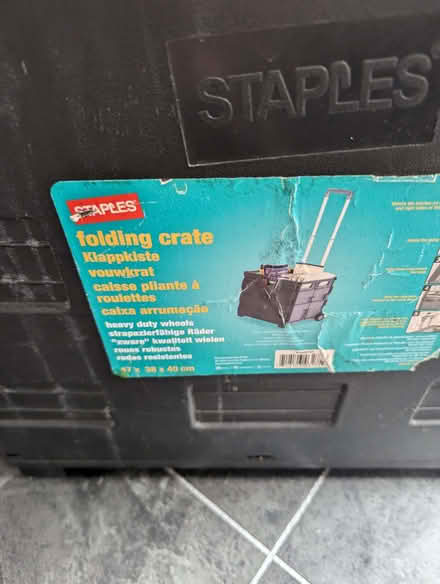 STAPLES
STAPLES
folding crate
Klappkiste
vouwkrat
caisse pliante à
roulettes
caixa arrumação
heavy duty wheels
strapazierfähige Räder
"zware" kwaliteit wielen
roues robustes
rodas resistentes
47 x 38 x 40 cm